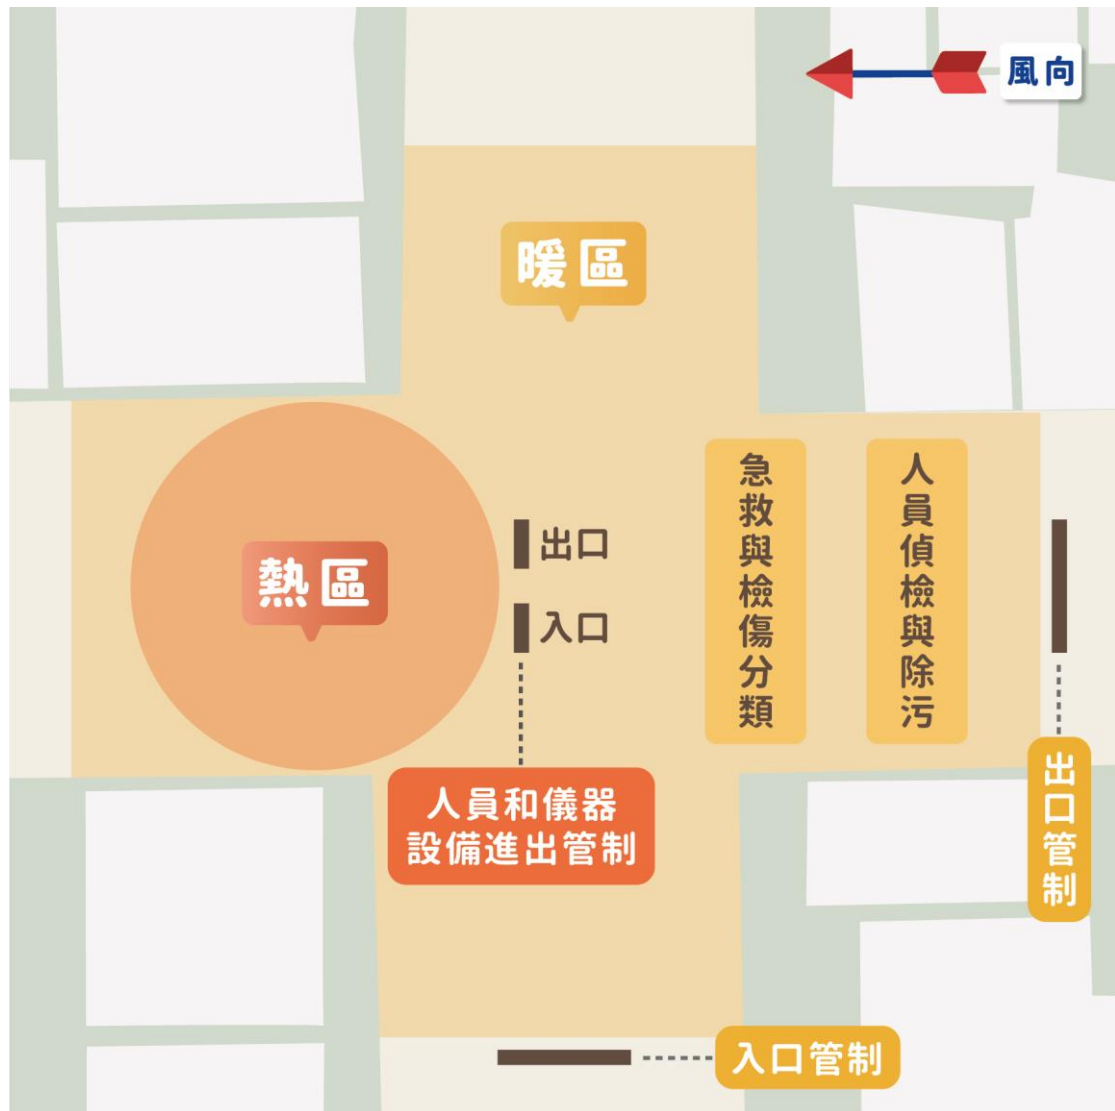 風向
暖區
熱區
出口
入口
急救與檢傷分類
人員偵檢與除污
人員和儀器
設備進出管制
出口管制
入口管制